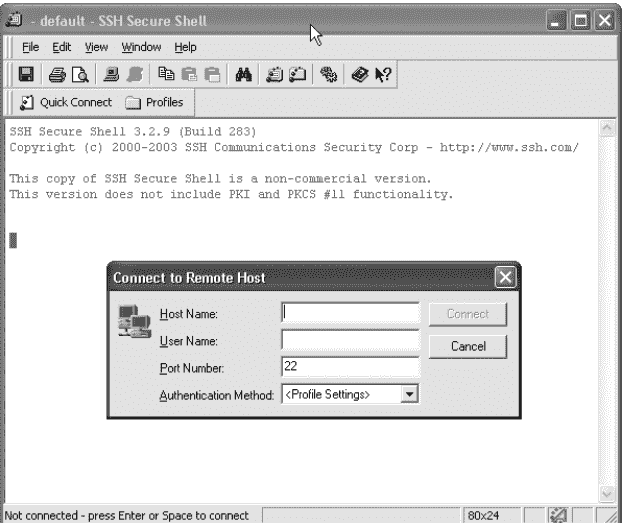 - default - SSH Secure Shell
File Edit View Window Help
Quick Connect Profiles
SSH Secure Shell 3.2.9 (Build 283)
Copyright (c) 2000-2003 SSH Communications Security Corp - http://www.ssh.com/
This copy of SSH Secure Shell is a non-commercial version.
This version does not include PKI and PKCS #11 functionality.
Connect to Remote Host
Host Name:
Connect
User Name:
Cancel
Port Number: 22
Authentication Method: <Profile Settings>
Not connected - press Enter or Space to connect 80x24